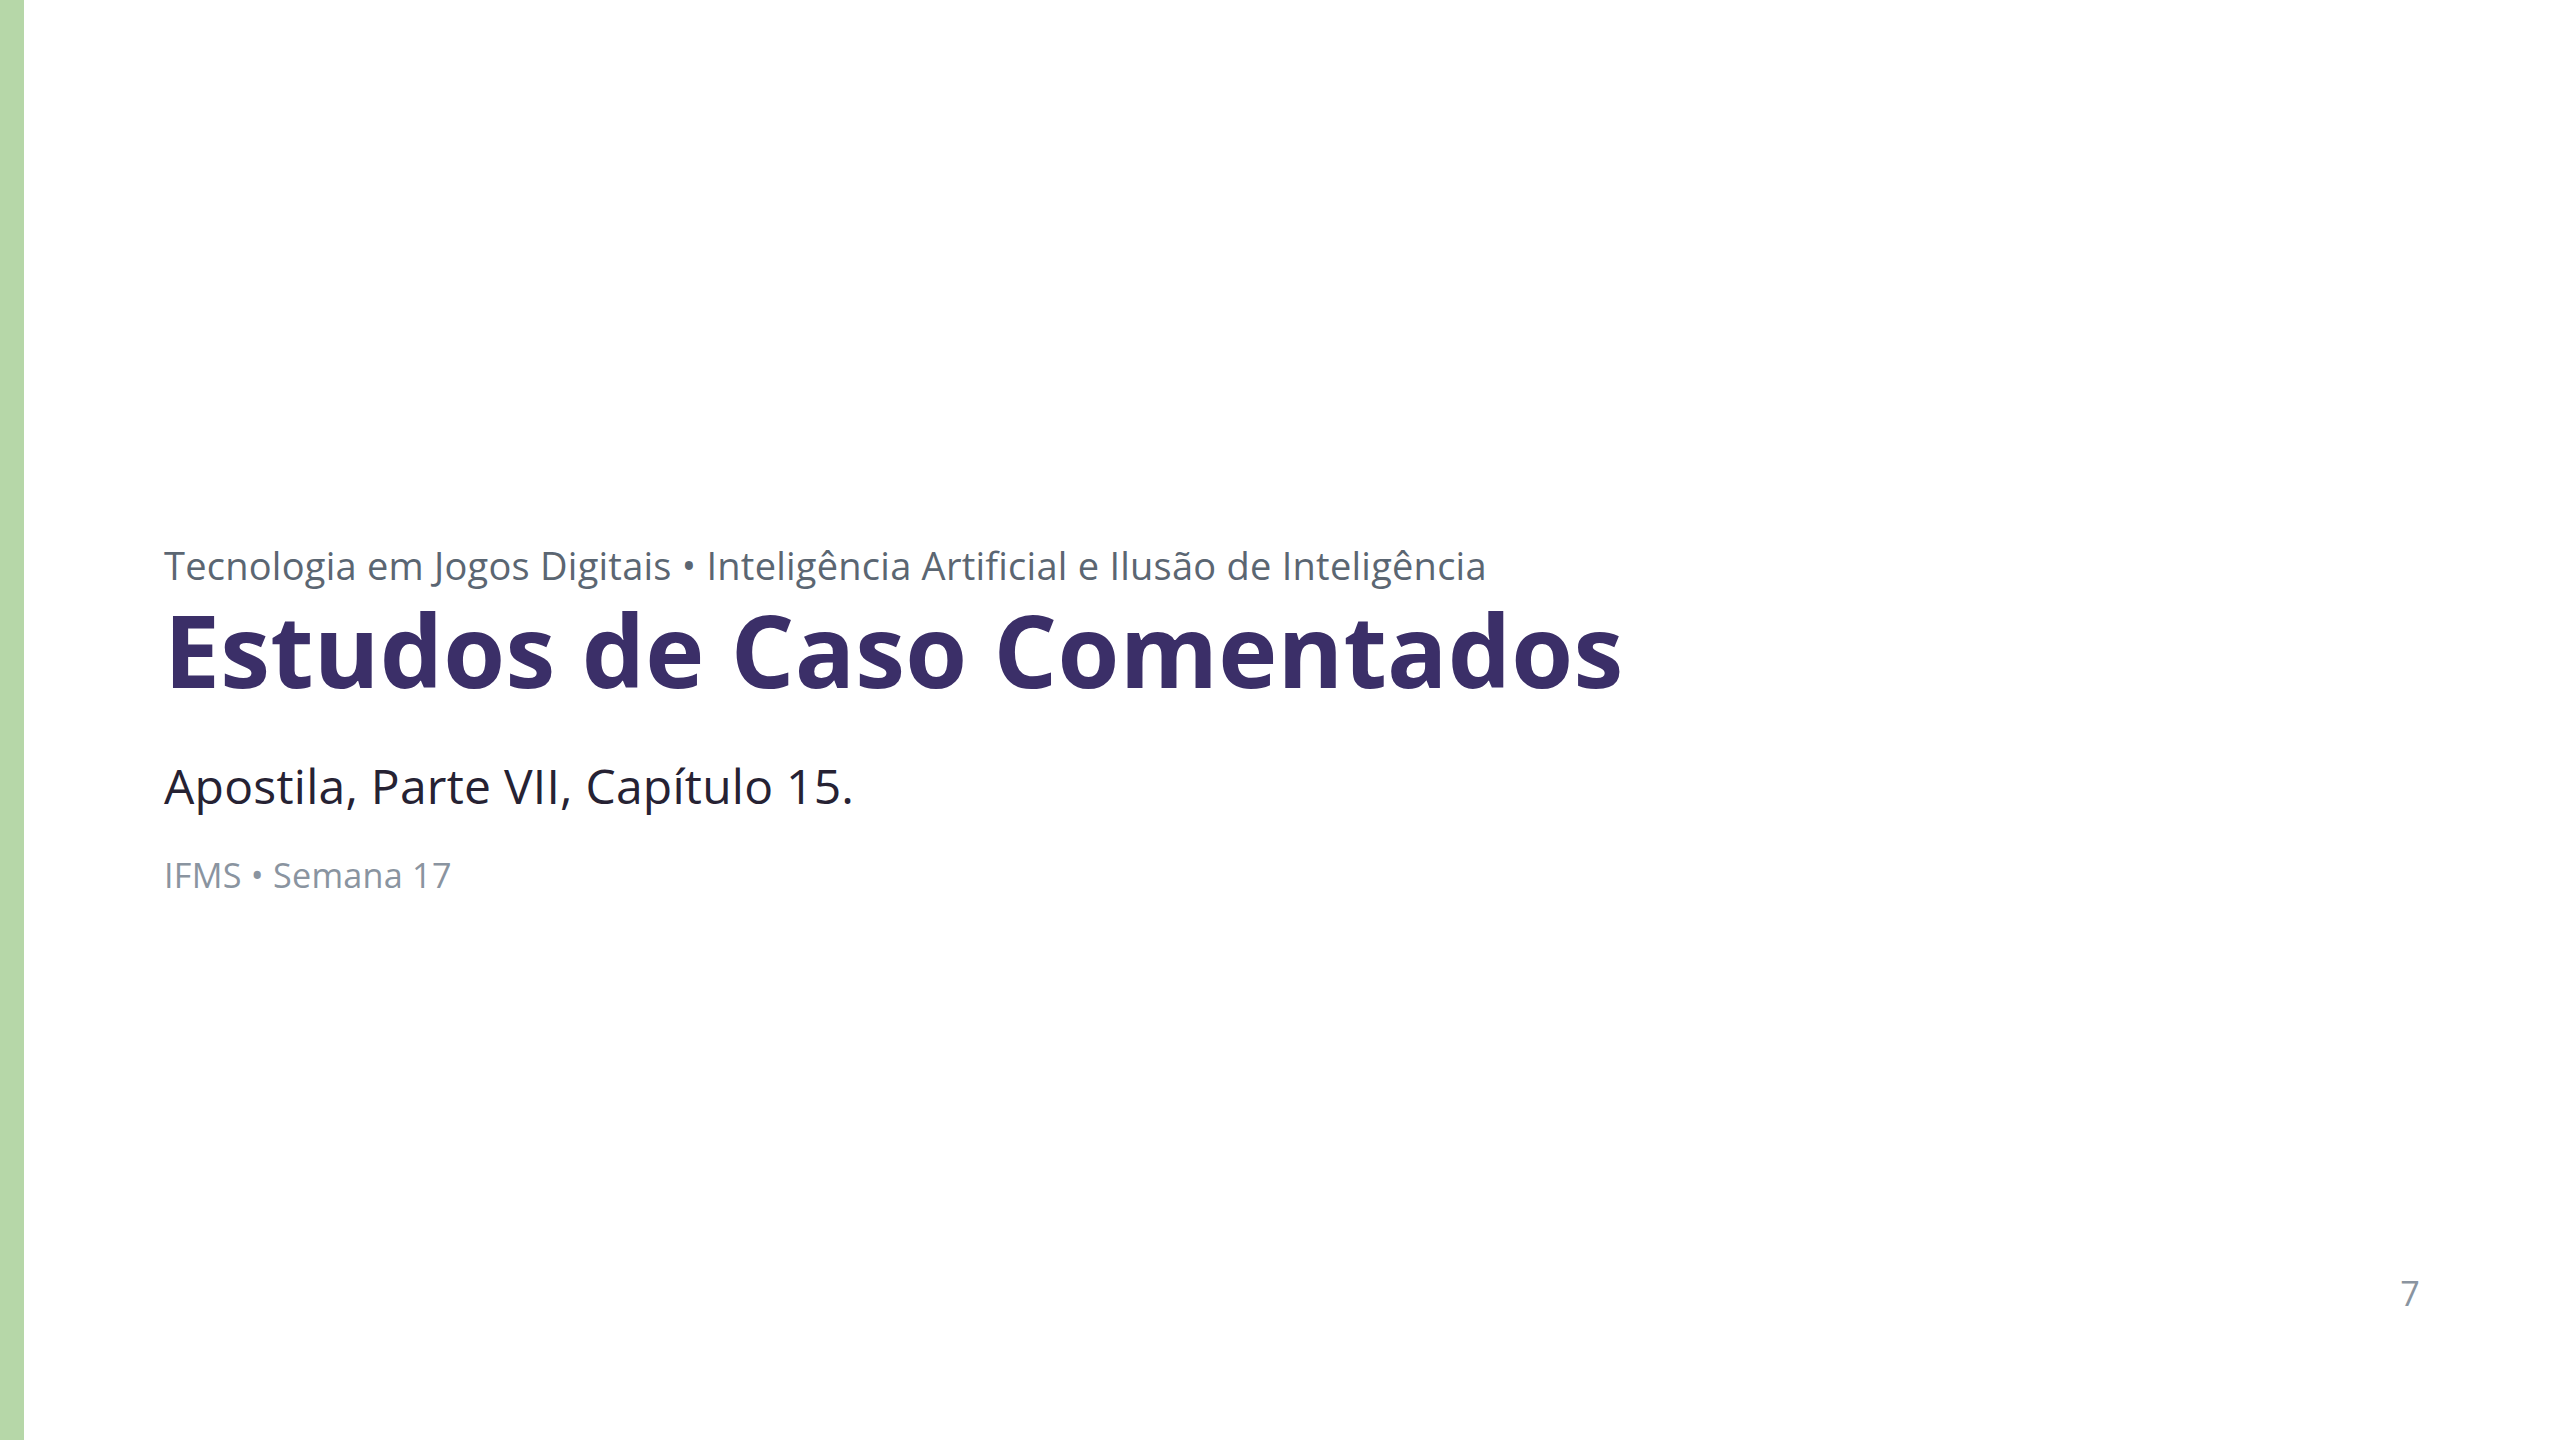 Tecnologia em Jogos Digitais • Inteligência Artificial e Ilusão de Inteligência
Estudos de Caso Comentados
Apostila, Parte VII, Capítulo 15.
IFMS • Semana 17
7